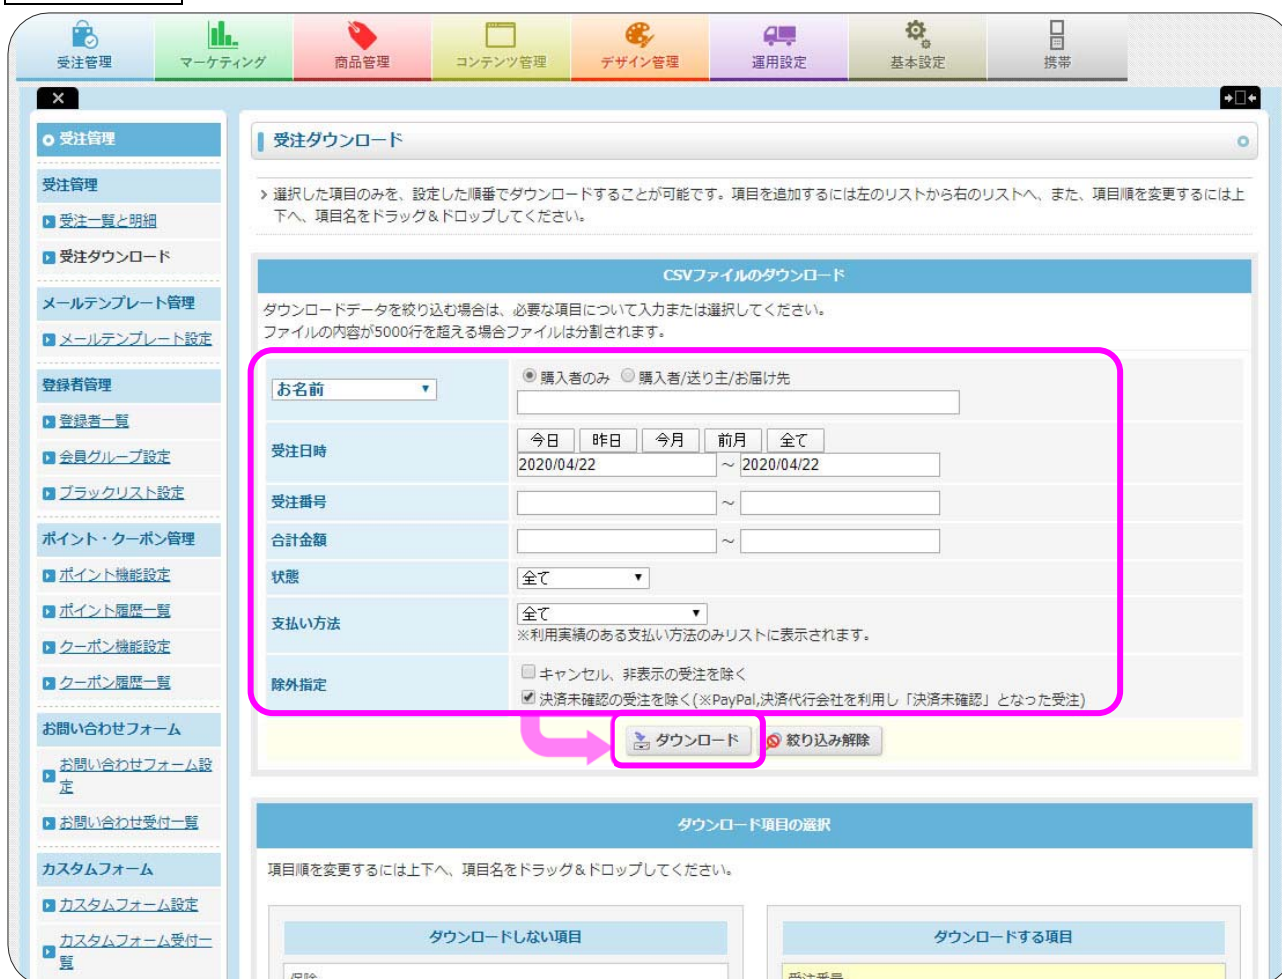 受注管理
マーケティング
商品管理
コンテンツ管理
デザイン管理
運用設定
基本設定
携帯
受注管理
受注管理
受注一覧と明細
受注ダウンロード
メールテンプレート管理
メールテンプレート設定
登録者管理
登録者一覧
会員グループ設定
ブラックリスト設定
ポイント・クーポン管理
ポイント機能設定
ポイント履歴一覧
クーポン機能設定
クーポン履歴一覧
お問い合わせフォーム
お問い合わせフォーム設
定
お問い合わせ受付一覧
カスタムフォーム
カスタムフォーム設定
カスタムフォーム受付一
覧
受注ダウンロード
選択した項目のみを、設定した順番でダウンロードすることが可能です。項目を追加するには左のリストから右のリストへ、また、項目順を変更するには上
下へ、項目名をドラッグ&ドロップしてください。
CSVファイルのダウンロード
ダウンロードデータを絞り込む場合は、必要な項目について入力または選択してください。
ファイルの内容が5000行を超える場合ファイルは分割されます。
お名前 ▼
購入者のみ 購入者/送り主/お届け先
受注日時
今日 昨日 今月 前月 全て
2020/04/22 ～ 2020/04/22
受注番号 ～
合計金額 ～
状態 全て ▼
支払い方法 全て ▼
※利用実績のある支払い方法のみリストに表示されます。
除外指定
キャンセル、非表示の受注を除く
決済未確認の受注を除く(※PayPal,決済代行会社を利用し「決済未確認」となった受注)
ダウンロード 絞り込み解除
ダウンロード項目の選択
項目順を変更するには上下へ、項目名をドラッグ&ドロップしてください。
ダウンロードしない項目
ダウンロードする項目
受注番号